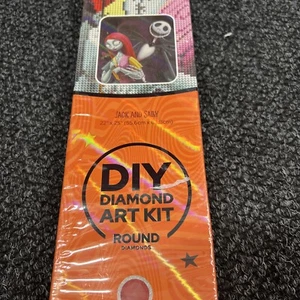 JACK AND SALLY
DIY
DIAMOND
ART KIT
ROUND
DIAMONDS